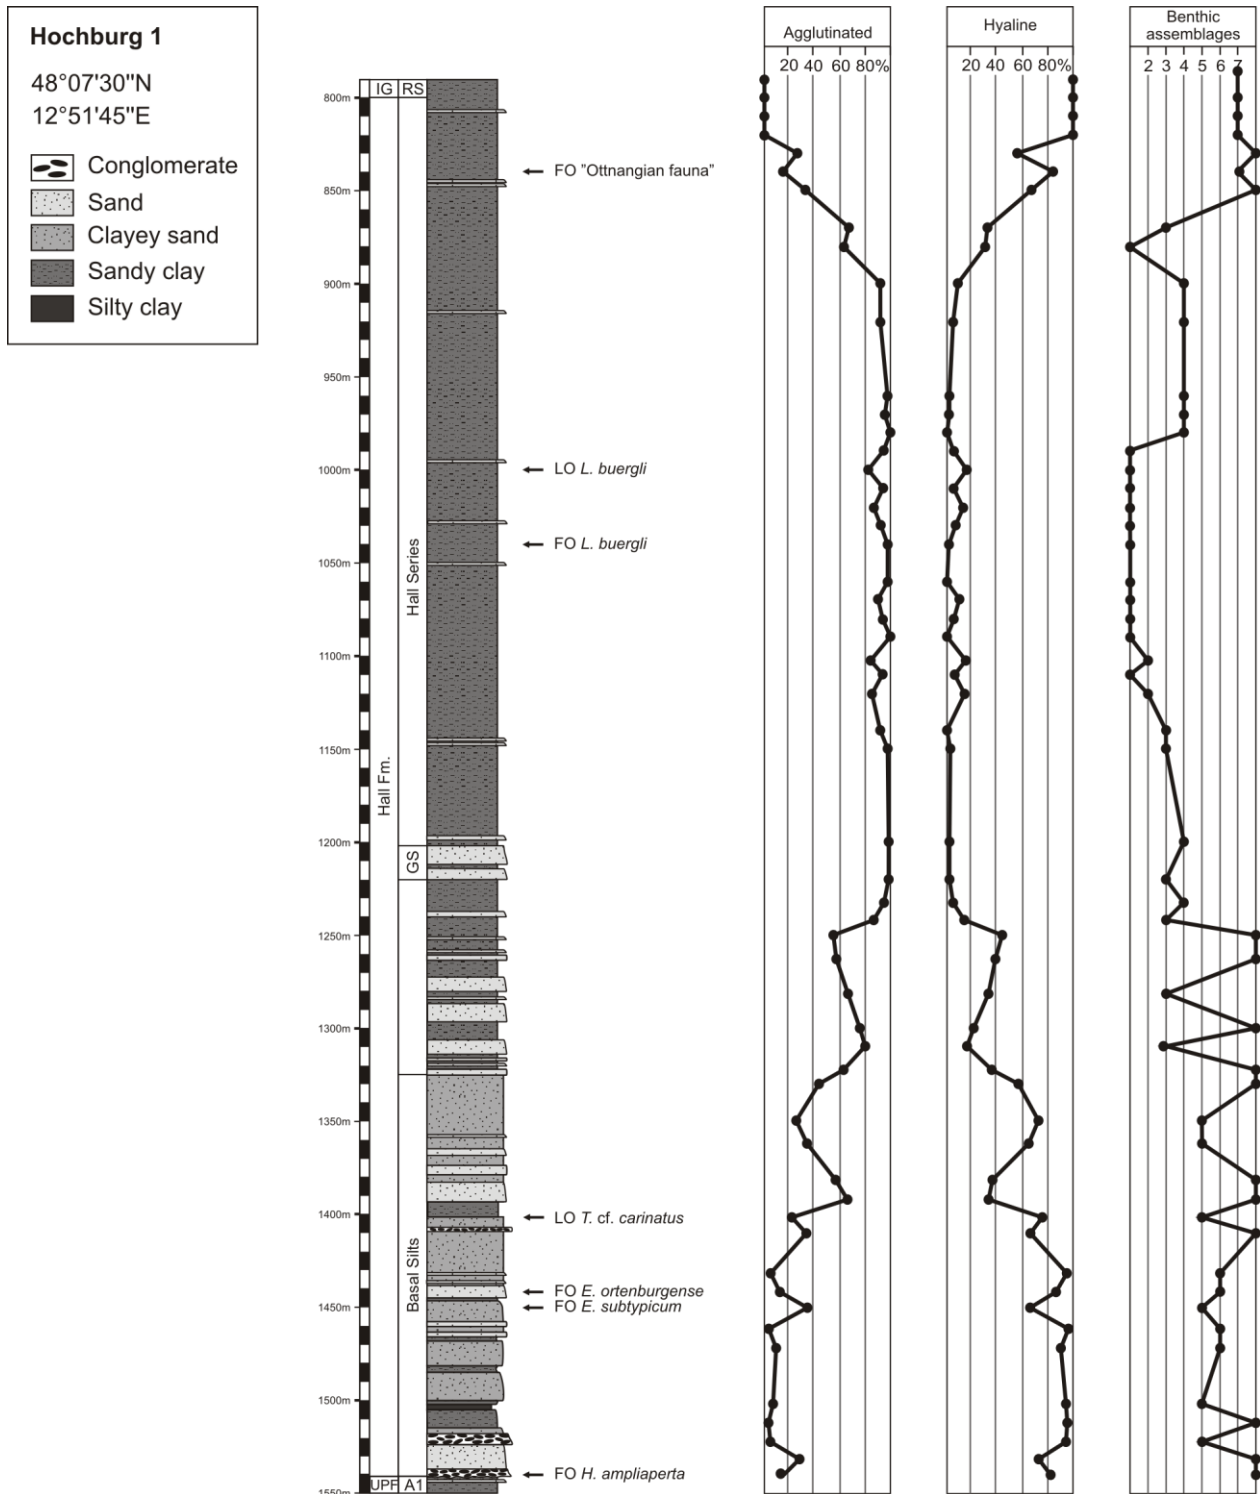 Hochburg 1
48°07'30"N
12°51'45"E
Conglomerate
Sand
Clayey sand
Sandy clay
Silty clay
IG RS
800m
850m
900m
950m
1000m
1050m
1100m
1150m
1200m
1250m
1300m
1350m
1400m
1450m
1500m
1550m
Hall Fm.
Hall Series
GS
Basal Silts
UPF A1
FO "Ottnangian fauna"
LO L. buergli
FO L. buergli
LO T. cf. carinatus
FO E. ortenburgense
FO E. subtypicum
FO H. ampliaperta
Agglutinated
20 40 60 80%
Hyaline
20 40 60 80%
Benthic
assemblages
2 3 4 5 6 7